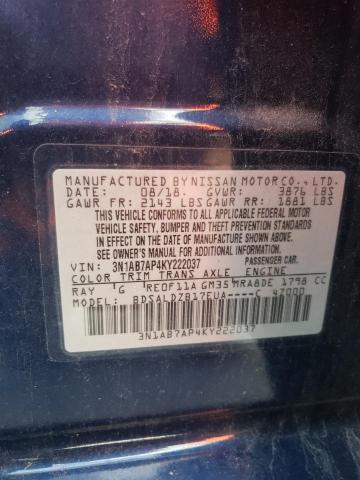 MANUFACTURED BY NISSAN MOTOR CO., LTD.
DATE: 08/18. GVWR: 3876 LBS
GAWR FR: 2143 LBS GAWR RR: 1881 LBS
THIS VEHICLE CONFORMS TO ALL APPLICABLE FEDERAL MOTOR
VEHICLE SAFETY, BUMPER, AND THEFT PREVENTION
STANDARDS IN EFFECT ON THE DATE OF MANUFACTURE
SHOWN ABOVE.
SEE OWNER'S MANUAL FOR ADDITIONAL
INFORMATION.
VIN: 3N1AB7AP4KY222037 PASSENGER CAR.
COLOR TRIM TRANS AXLE ENGINE
RAY G RE0F11A GM35 MRA8DE 1798 CC
MODEL: BDSALDZB17EUA----C 4Z000
3N1AB7AP4KY222037